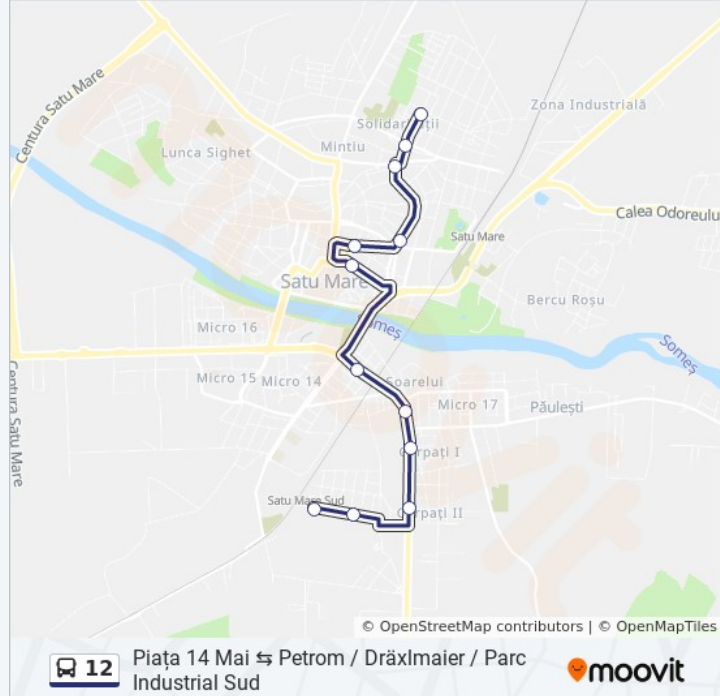 Centura Satu Mare
Zona Industrială
Solidarității
Mintiu
Lunca Sighet
Calea Odoreului
Satu Mare
Satu Mare
Bercu Roșu
Someș
Micro 16
Someș
Micro 15
Micro 14
Soarelui
Micro 17
Păulești
Centura Satu Mare
Carpați I
Satu Mare Sud
Carpați II
© OpenStreetMap contributors | © OpenMapTiles
12
Piața 14 Mai ⇆ Petrom / Dräxlmaier / Parc
Industrial Sud
moovit